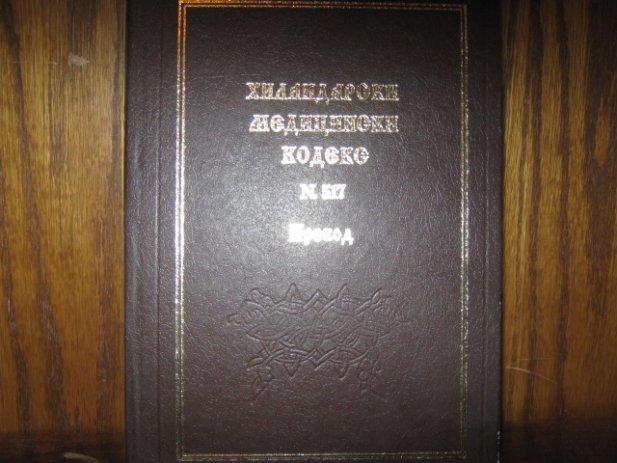 ХИЛАНДАРСКИ
МЕДИЦИНСКИ
КОДЕКС
N. 517
Превод